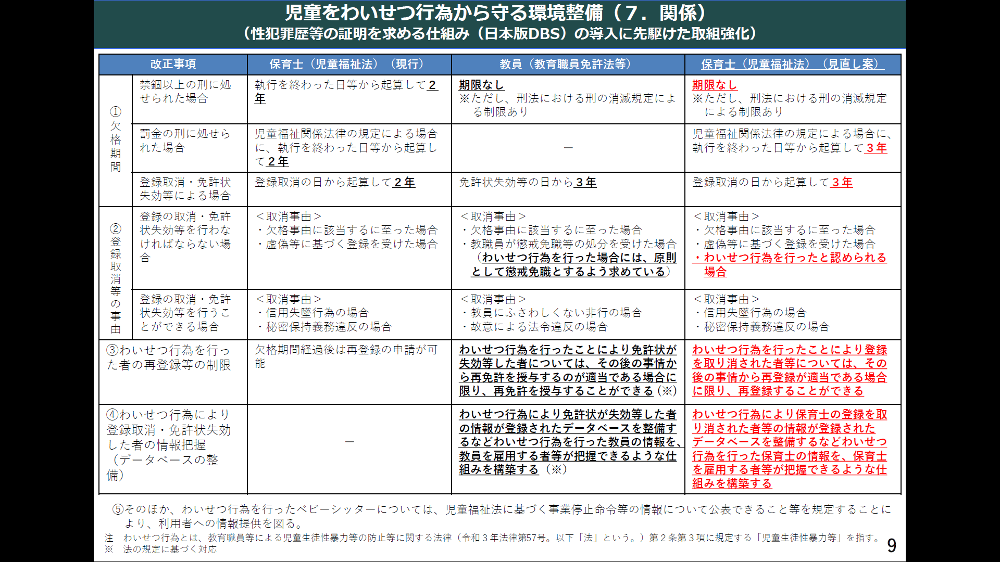 児童をわいせつ行為から守る環境整備（７．関係）
（性犯罪歴等の証明を求める仕組み（日本版DBS）の導入に先駆けた取組強化）
改正事項
保育士（児童福祉法）（現行）
教員（教育職員免許法等）
保育士（児童福祉法）（見直し案）
①欠格期間
禁錮以上の刑に処
せられた場合
執行を終わった日等から起算して２
年
期限なし
※ただし、刑法における刑の消滅規定によ
る制限あり
期限なし
※ただし、刑法における刑の消滅規定
による制限あり
罰金の刑に処せら
れた場合
児童福祉関係法律の規定による場合
に、執行を終わった日等から起算し
て２年
－
児童福祉関係法律の規定による場合に、
執行を終わった日等から起算して３年
登録取消・免許状
失効等による場合
登録取消の日から起算して２年
免許状失効等の日から３年
登録取消の日から起算して３年
②登録取消等の事由
登録の取消・免許
状失効等を行わな
ければならない場
合
＜取消事由＞
・欠格事由に該当するに至った場合
・虚偽等に基づく登録を受けた場合
＜取消事由＞
・欠格事由に該当するに至った場合
・教職員が懲戒免職等の処分を受けた場合
（わいせつ行為を行った場合には、原則
として懲戒免職とするよう求めている）
＜取消事由＞
・欠格事由に該当するに至った場合
・虚偽等に基づく登録を受けた場合
・わいせつ行為を行ったと認められる
場合
登録の取消・免許
状失効等を行うこ
とができる場合
＜取消事由＞
・信用失墜行為の場合
・秘密保持義務違反の場合
＜取消事由＞
・教員にふさわしくない非行の場合
・故意による法令違反の場合
＜取消事由＞
・信用失墜行為の場合
・秘密保持義務違反の場合
③わいせつ行為を行っ
た者の再登録等の制限
欠格期間経過後は再登録の申請が可
能
わいせつ行為を行ったことにより免許状が
失効等した者については、その後の事情か
ら再免許を授与するのが適当である場合に
限り、再免許を授与することができる（※）
わいせつ行為を行ったことにより登録
を取り消された者等については、その
後の事情から再登録が適当である場合
に限り、再登録することができる
④わいせつ行為により
登録取消・免許状失効
した者の情報把握
（データベースの整
備）
－
わいせつ行為により免許状が失効等した者
の情報が登録されたデータベースを整備す
るなどわいせつ行為を行った教員の情報を、
教員を雇用する者等が把握できるような仕
組みを構築する（※）
わいせつ行為により保育士の登録を取
り消された者等の情報が登録された
データベースを整備するなどわいせつ
行為を行った保育士の情報を、保育士
を雇用する者等が把握できるような仕
組みを構築する
⑤そのほか、わいせつ行為を行ったベビーシッターについては、児童福祉法に基づく事業停止命令等の情報について公表できること等を規定することに
より、利用者への情報提供を図る。
注　わいせつ行為とは、教育職員等による児童生徒性暴力等の防止等に関する法律（令和３年法律第57号。以下「法」という。）第２条第３項に規定する「児童生徒性暴力等」を指す。
※　法の規定に基づく対応
9